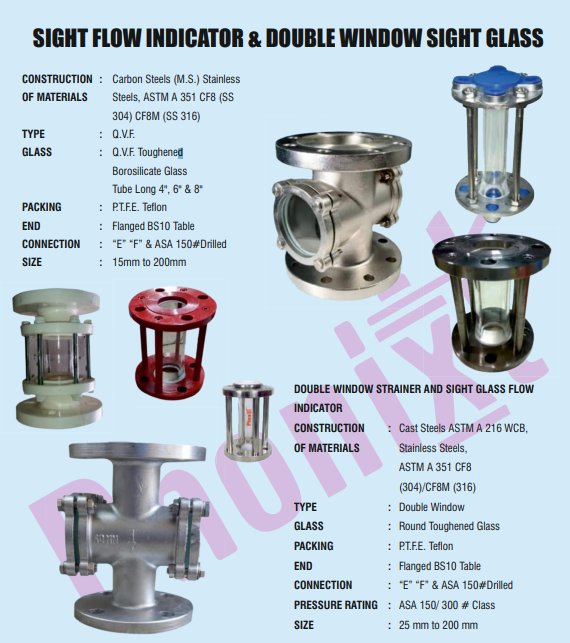 SIGHT FLOW INDICATOR & DOUBLE WINDOW SIGHT GLASS
CONSTRUCTION : Carbon Steels (M.S.) Stainless
OF MATERIALS Steels, ASTM A 351 CF8 (SS
304) CF8M (SS 316)
TYPE : Q.V.F.
GLASS : Q.V.F. Toughened
Borosilicate Glass
Tube Long 4", 6" & 8"
PACKING : P.T.F.E. Teflon
END : Flanged BS10 Table
CONNECTION : "E" "F" & ASA 150#Drilled
SIZE : 15mm to 200mm
DOUBLE WINDOW STRAINER AND SIGHT GLASS FLOW
INDICATOR
CONSTRUCTION : Cast Steels ASTM A 216 WCB,
OF MATERIALS Stainless Steels,
ASTM A 351 CF8
(304)/CF8M (316)
TYPE : Double Window
GLASS : Round Toughened Glass
PACKING : P.T.F.E. Teflon
END : Flanged BS10 Table
CONNECTION : "E" "F" & ASA 150#Drilled
PRESSURE RATING : ASA 150/ 300 # Class
SIZE : 25 mm to 200 mm